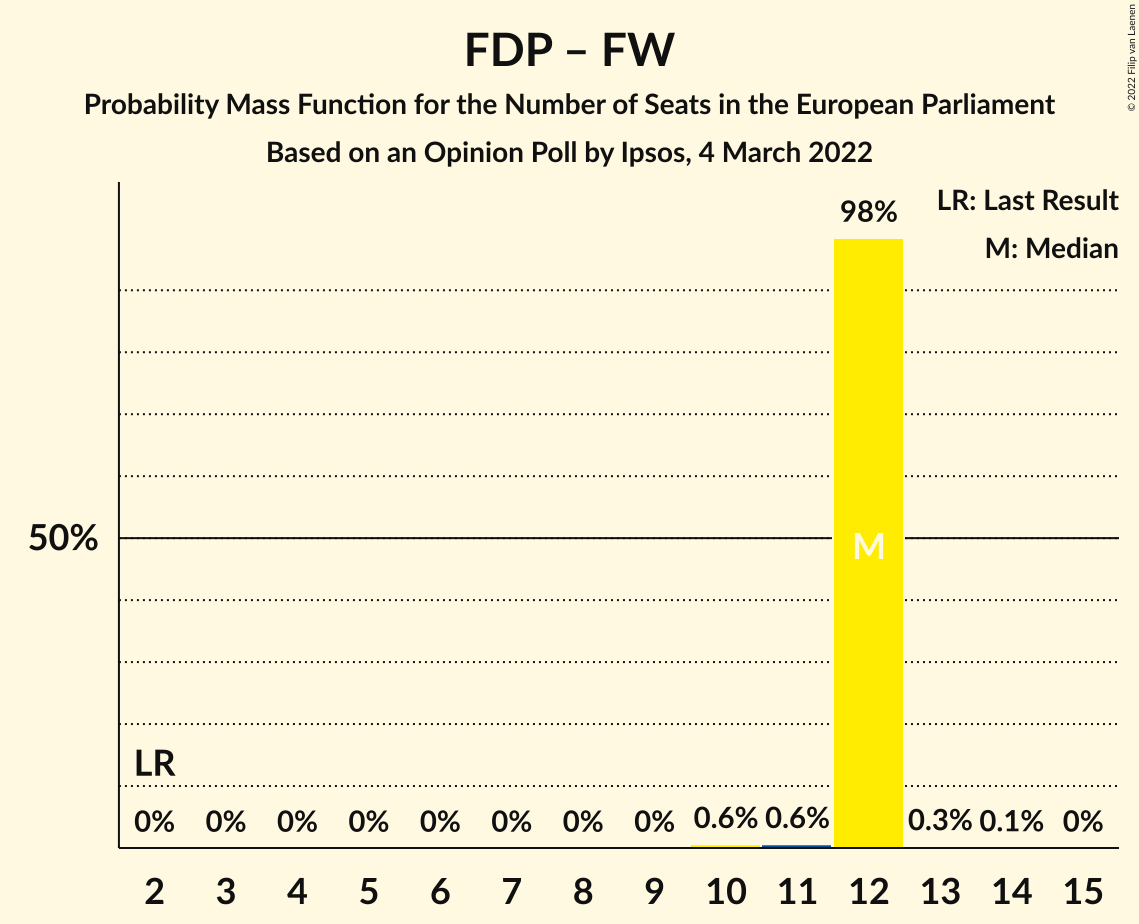 FDP – FW
Probability Mass Function for the Number of Seats in the European Parliament
Based on an Opinion Poll by Ipsos, 4 March 2022
© 2022 Filip van Laenen
LR: Last Result
M: Median
98%
50%
M
LR
0% 0% 0% 0% 0% 0% 0% 0% 0.6% 0.6% 0.3% 0.1% 0%
2 3 4 5 6 7 8 9 10 11 12 13 14 15